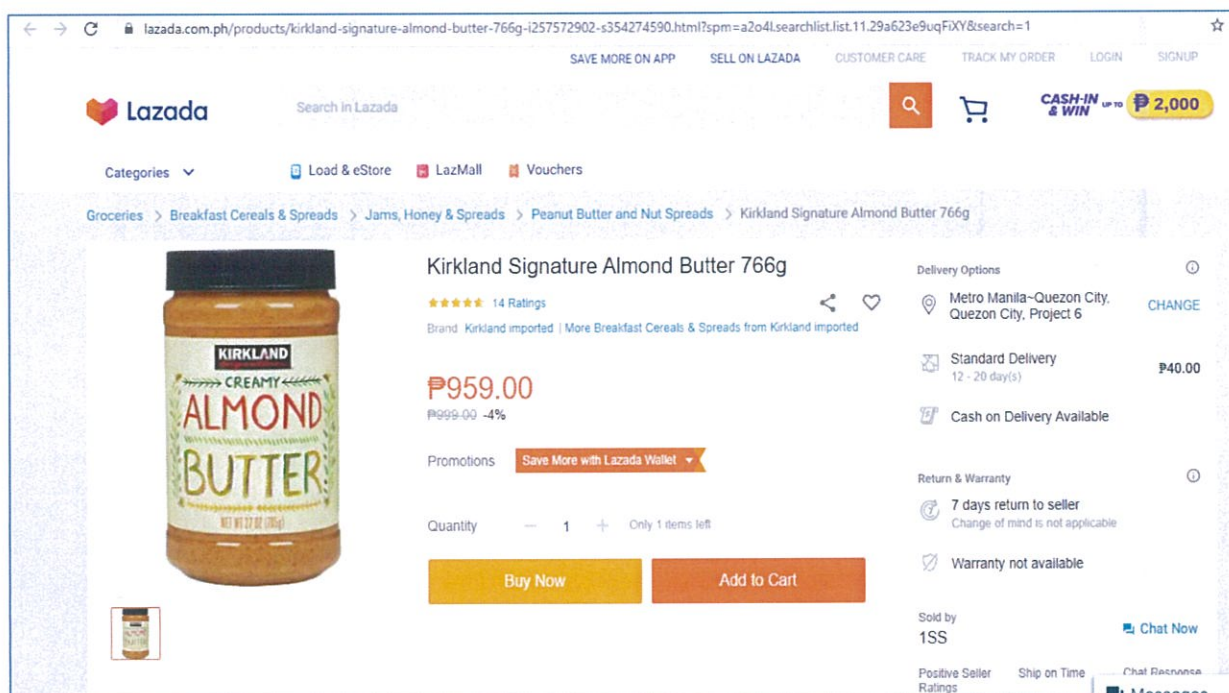 lazada.com.ph/products/kirkland-signature-almond-butter-766g-i257572902-s354274590.html?spm=a2o4l.searchlist.list.11.29a623e9uqFiXY&search=1
SAVE MORE ON APP SELL ON LAZADA CUSTOMER CARE TRACK MY ORDER LOGIN SIGNUP
Lazada
Search in Lazada
CASH-IN & WIN UP TO ₱ 2,000
Categories Load & eStore LazMall Vouchers
Groceries > Breakfast Cereals & Spreads > Jams, Honey & Spreads > Peanut Butter and Nut Spreads > Kirkland Signature Almond Butter 766g
KIRKLAND
CREAMY
ALMOND
BUTTER
NET WT 27 OZ (765g)
Kirkland Signature Almond Butter 766g
14 Ratings
Brand Kirkland imported | More Breakfast Cereals & Spreads from Kirkland imported
₱959.00
₱999.00 -4%
Promotions Save More with Lazada Wallet
Quantity — 1 + Only 1 items left
Buy Now Add to Cart
Delivery Options
Metro Manila~Quezon City, CHANGE
Quezon City, Project 6
Standard Delivery ₱40.00
12 - 20 day(s)
Cash on Delivery Available
Return & Warranty
7 days return to seller
Change of mind is not applicable
Warranty not available
Sold by
1SS Chat Now
Positive Seller Ship on Time Chat Response
Ratings
Messages